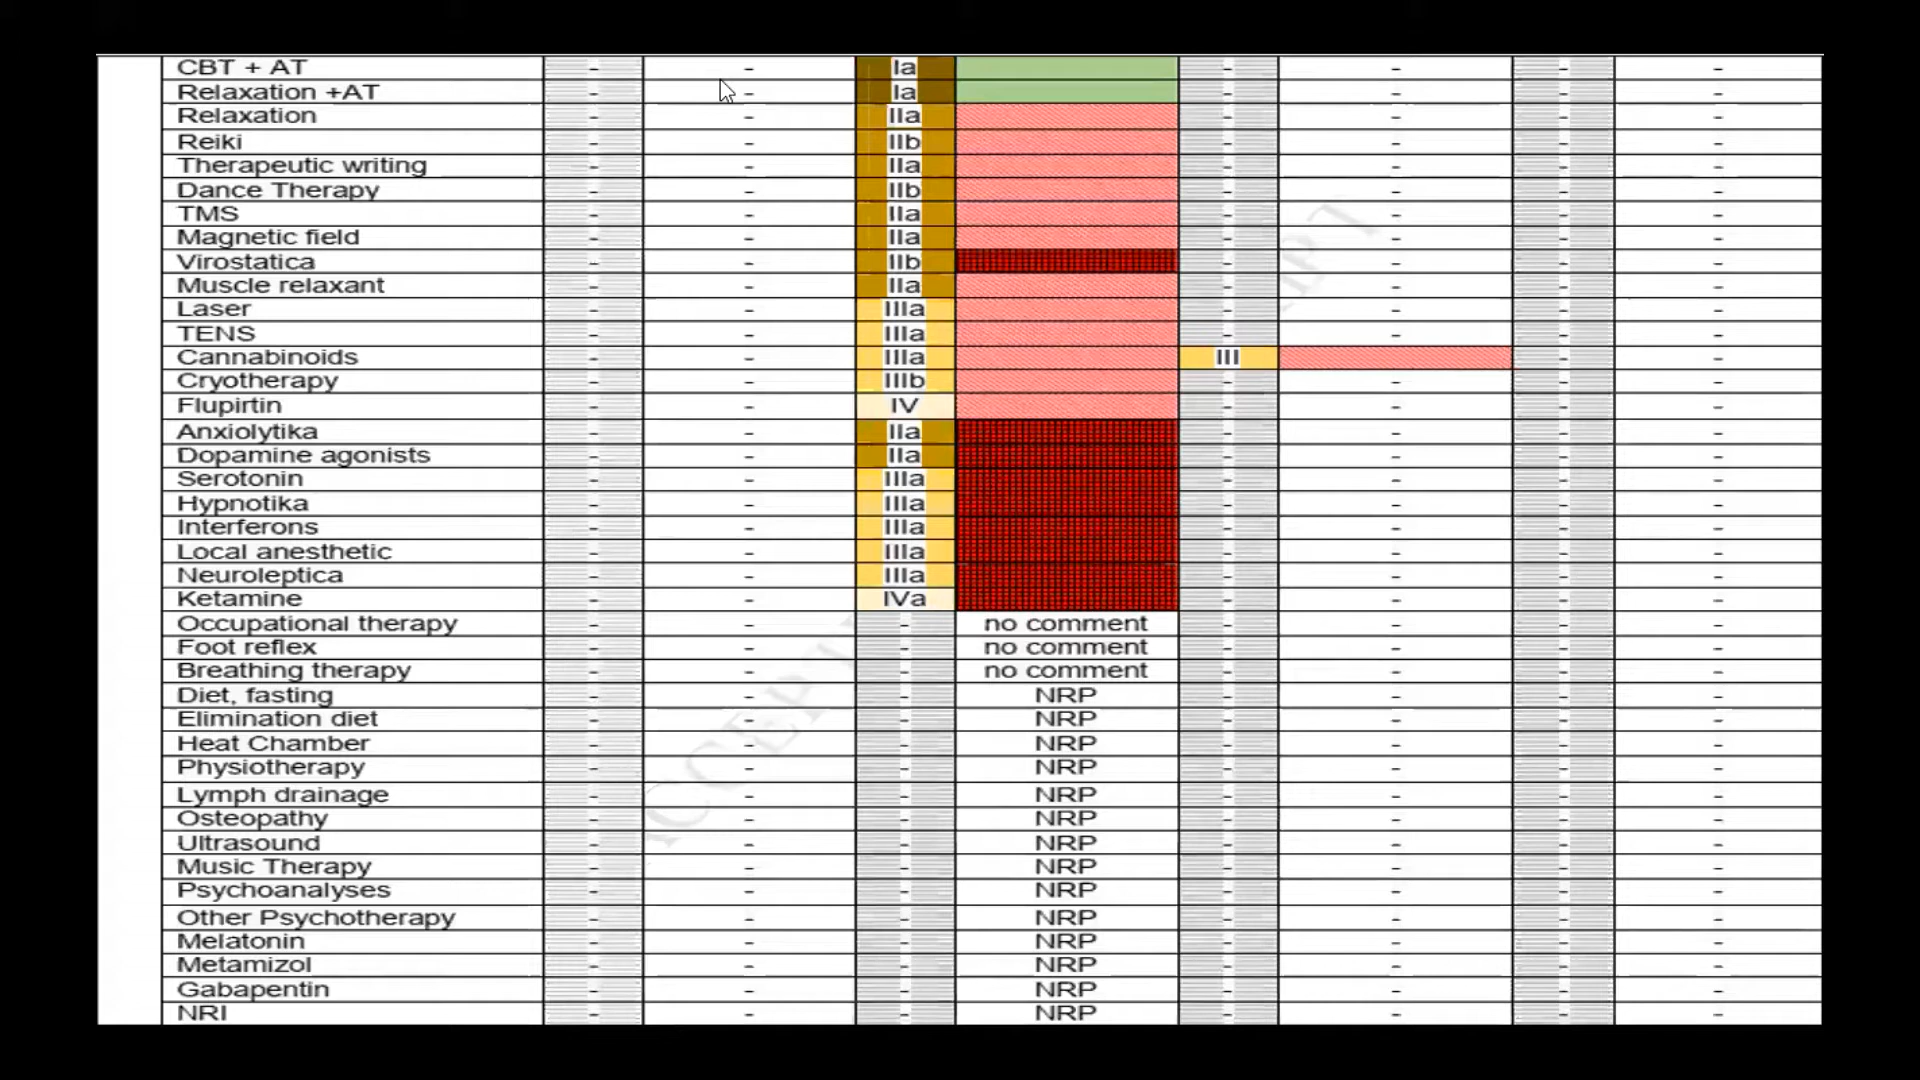 CBT + AT - - Ia - - -
Relaxation +AT - - Ia - - -
Relaxation - - IIa - - -
Reiki - - IIb - - -
Therapeutic writing - - IIa - - -
Dance Therapy - - IIb - - -
TMS - - IIa - - -
Magnetic field - - IIa - - -
Virostatica - - IIb - - -
Muscle relaxant - - IIa - - -
Laser - - IIIa - - -
TENS - - IIIa - - -
Cannabinoids - - IIIa III - -
Cryotherapy - - IIIb - - - -
Flupirtin - - IV - - - -
Anxiolytika - - IIa - - - -
Dopamine agonists - - IIa - - - -
Serotonin - - IIIa - - - -
Hypnotika - - IIIa - - - -
Interferons - - IIIa - - - -
Local anesthetic - - IIIa - - - -
Neuroleptica - - IIIa - - - -
Ketamine - - IVa - - - -
Occupational therapy - - - no comment - - - -
Foot reflex - - - no comment - - - -
Breathing therapy - - - no comment - - - -
Diet, fasting - - - NRP - - - -
Elimination diet - - - NRP - - - -
Heat Chamber - - - NRP - - - -
Physiotherapy - - - NRP - - - -
Lymph drainage - - - NRP - - - -
Osteopathy - - - NRP - - - -
Ultrasound - - - NRP - - - -
Music Therapy - - - NRP - - - -
Psychoanalyses - - - NRP - - - -
Other Psychotherapy - - - NRP - - - -
Melatonin - - - NRP - - - -
Metamizol - - - NRP - - - -
Gabapentin - - - NRP - - - -
NRI - - - NRP - - - -